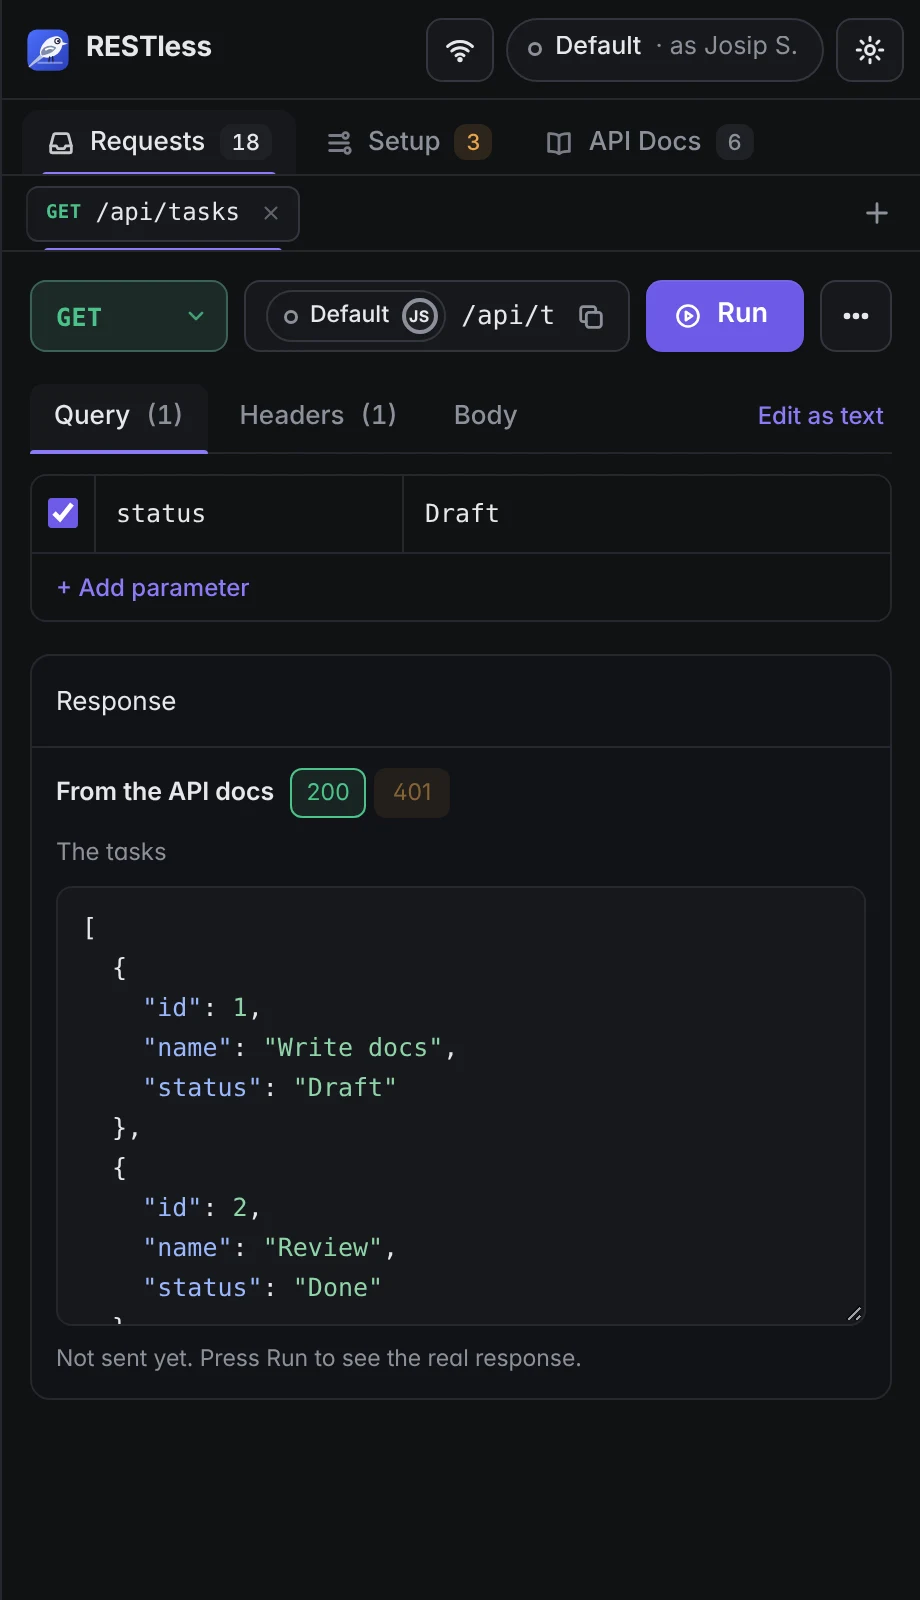 RESTless
Default · as Josip S.
Requests 18
Setup 3
API Docs 6
GET /api/tasks
GET
Default JS /api/t
Run
Query (1)
Headers (1)
Body
Edit as text
status
Draft
+ Add parameter
Response
From the API docs 200 401
The tasks
[
{
"id": 1,
"name": "Write docs",
"status": "Draft"
},
{
"id": 2,
"name": "Review",
"status": "Done"
}
Not sent yet. Press Run to see the real response.